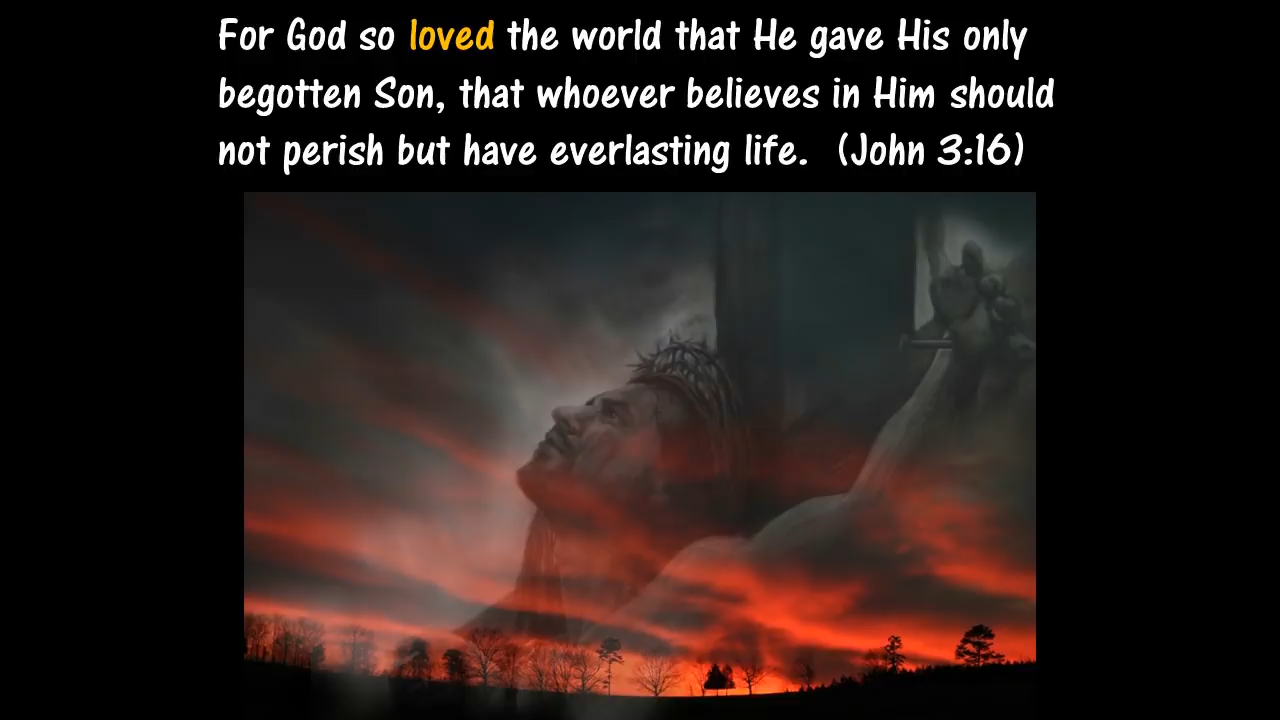 For God so loved the world that He gave His only
begotten Son, that whoever believes in Him should
not perish but have everlasting life.  (John 3:16)